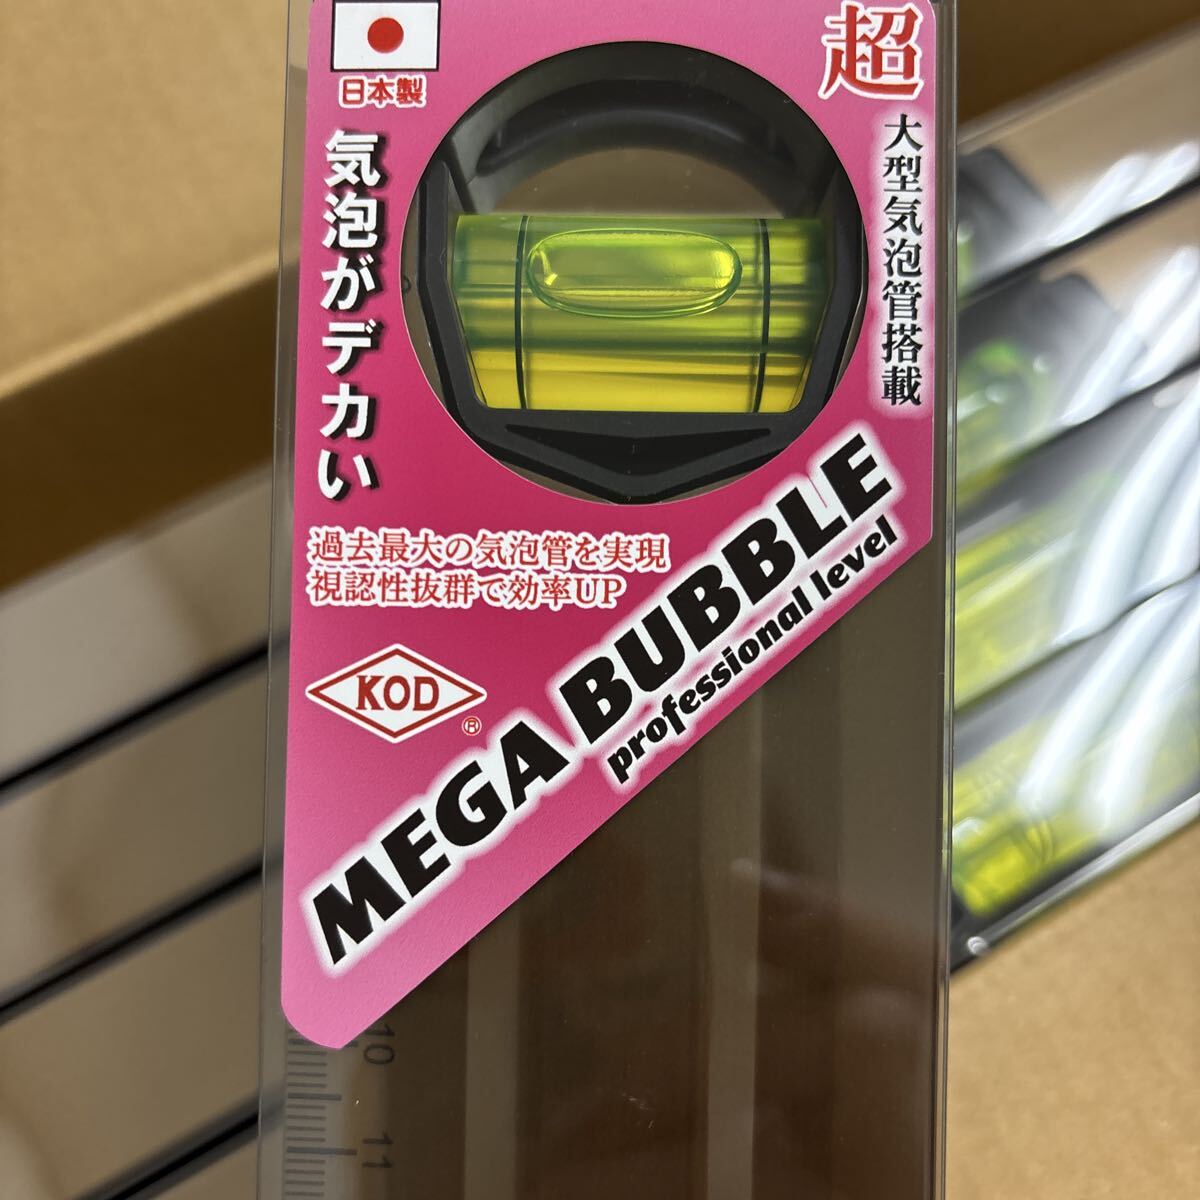 日本製
超
大型気泡管搭載
気泡がデカい
過去最大の気泡管を実現
視認性抜群で効率UP
KOD
®
MEGA BUBBLE
professional level
10
11